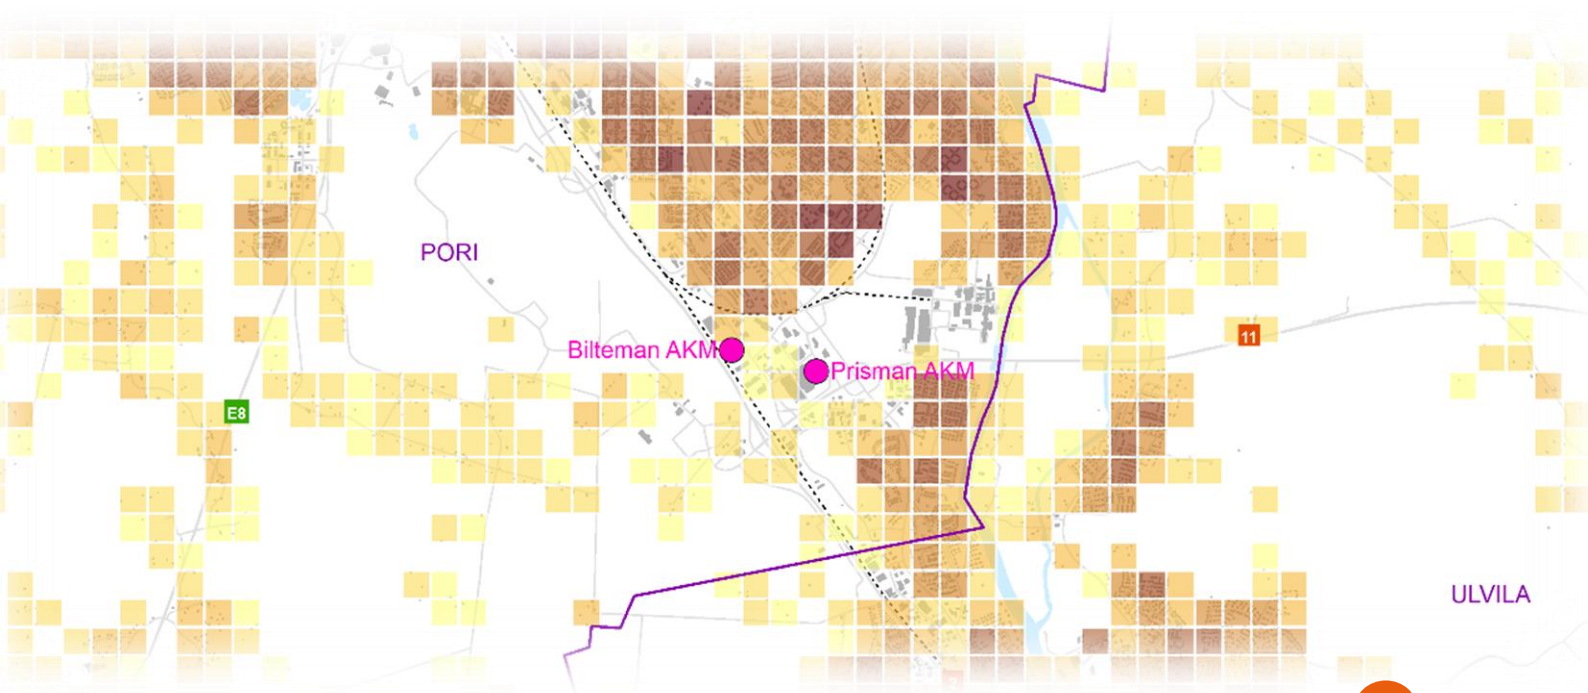 PORI
11
Bilteman AKM
Prisman AKM
E8
ULVILA